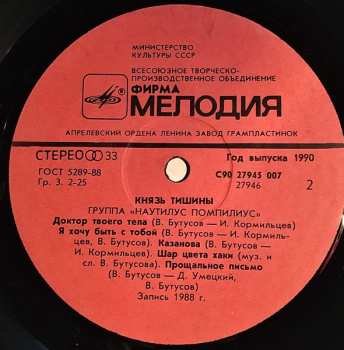 МИНИСТЕРСТВО
КУЛЬТУРЫ СССР
ВСЕСОЮЗНОЕ ТВОРЧЕСКО-
ПРОИЗВОДСТВЕННОЕ ОБЪЕДИНЕНИЕ
ФИРМА
МЕЛОДИЯ
АПРЕЛЕВСКИЙ ОРДЕНА ЛЕНИНА ЗАВОД ГРАМПЛАСТИНОК
СТЕРЕО 33
Год выпуска 1990
ГОСТ 5289-88
С90 27945 007
Гр. 3. 2-25
27946
2
КНЯЗЬ ТИШИНЫ
ГРУППА «НАУТИЛУС ПОМПИЛИУС»
Доктор твоего тела (В. Бутусов — И. Кормильцев)
Я хочу быть с тобой (В. Бутусов — И. Кормиль-
цев, В. Бутусов) Казанова (В. Бутусов —
И. Кормильцев). Шар цвета хаки (муз. и
сл. В. Бутусов) Прощальное письмо
(В. Бутусов — Д. Умецкий,
В. Бутусов)
Запись 1988 г.